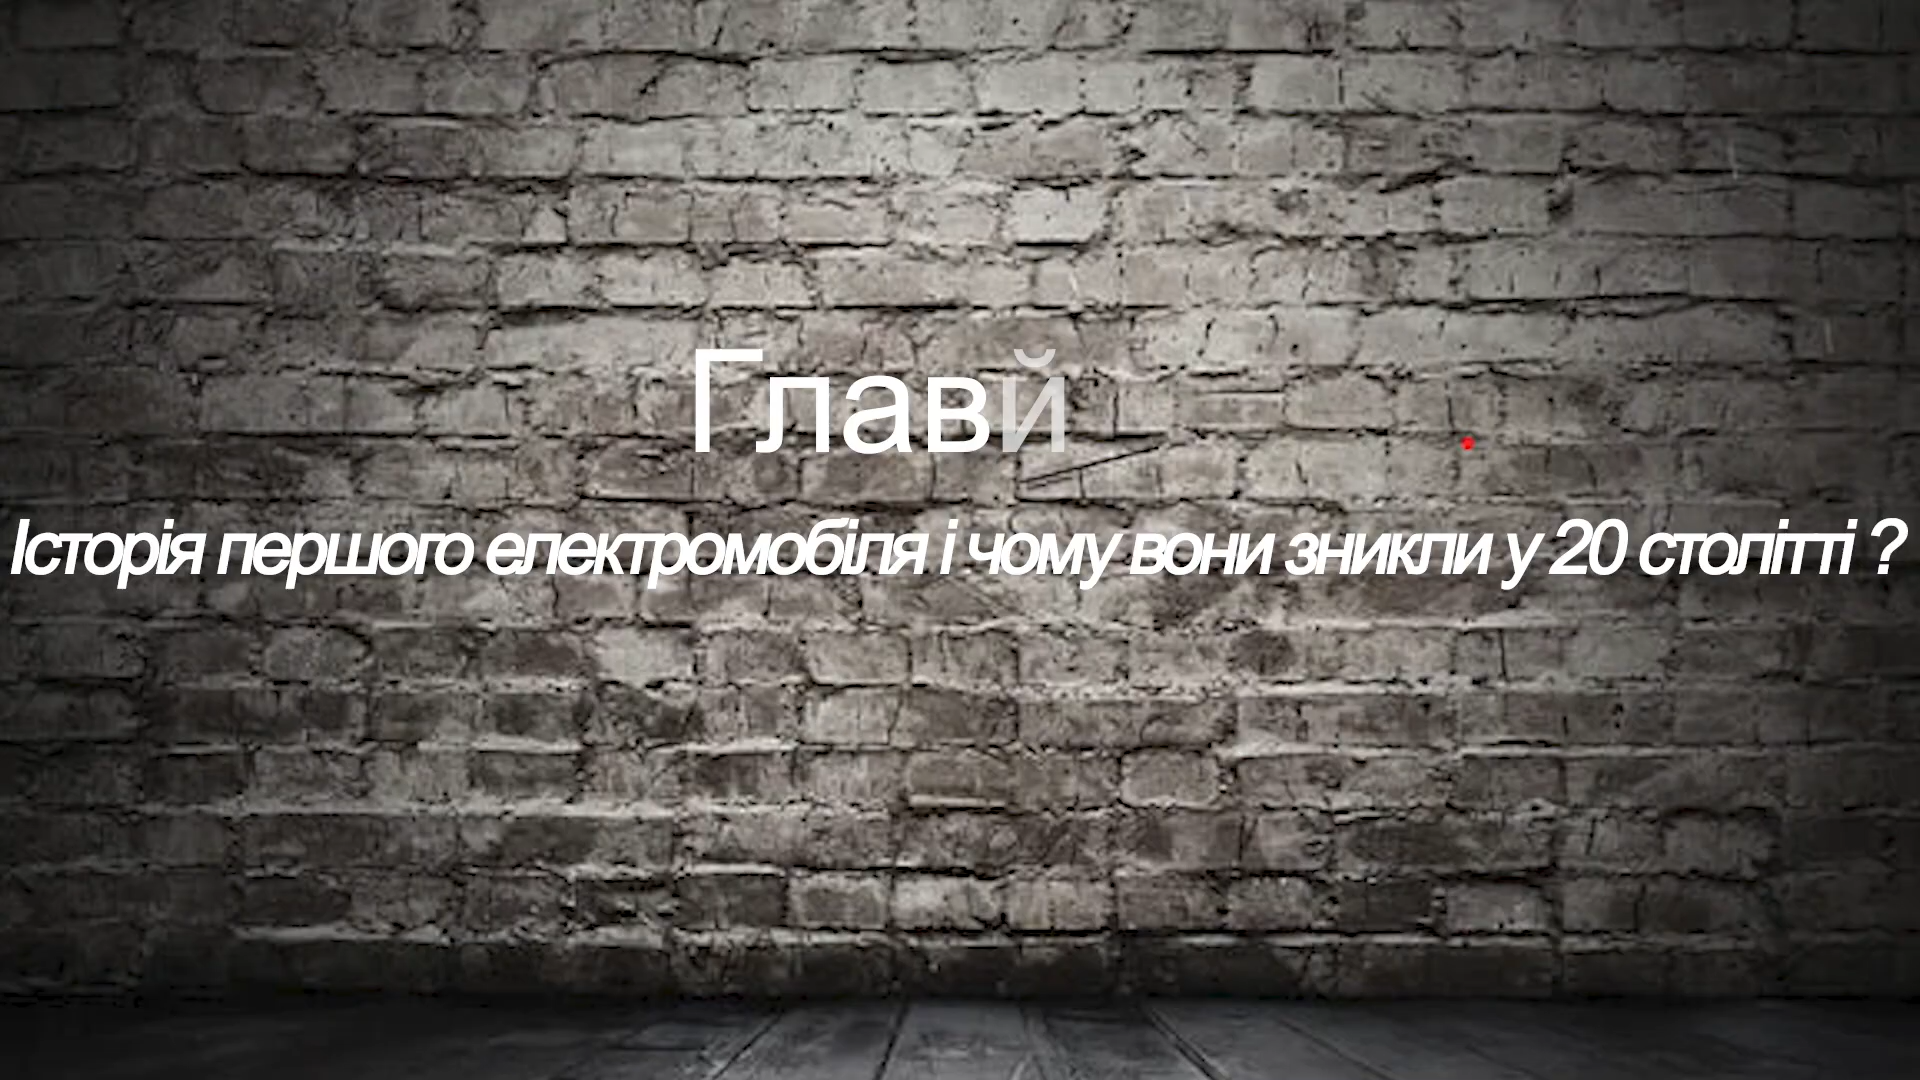 Главй
Історія першого електромобіля і чому вони зникли у 20 столітті ?